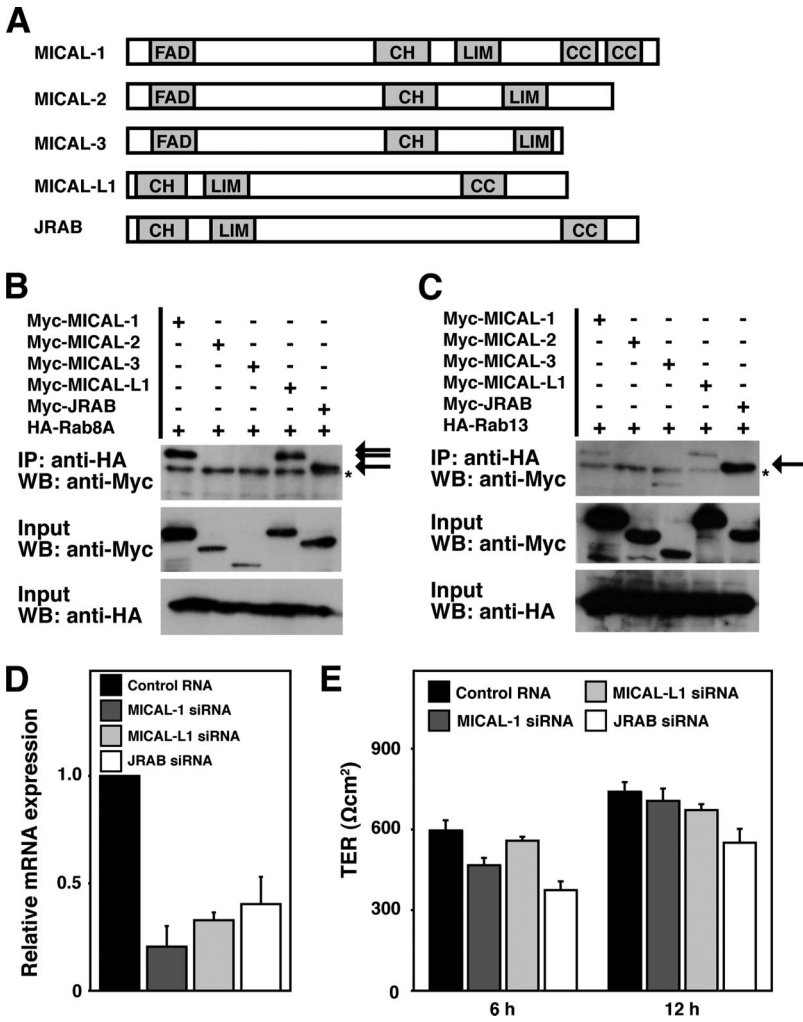 A
MICAL-1 FAD CH LIM CC CC
MICAL-2 FAD CH LIM
MICAL-3 FAD CH LIM
MICAL-L1 CH LIM CC
JRAB CH LIM CC
B
Myc-MICAL-1 + - - - -
Myc-MICAL-2 - + - - -
Myc-MICAL-3 - - + - -
Myc-MICAL-L1 - - - + -
Myc-JRAB - - - - +
HA-Rab8A + + + + +
IP: anti-HA
WB: anti-Myc *
Input
WB: anti-Myc
Input
WB: anti-HA
C
Myc-MICAL-1 + - - - -
Myc-MICAL-2 - + - - -
Myc-MICAL-3 - - + - -
Myc-MICAL-L1 - - - + -
Myc-JRAB - - - - +
HA-Rab13 + + + + +
IP: anti-HA
WB: anti-Myc *
Input
WB: anti-Myc
Input
WB: anti-HA
D
Control RNA
MICAL-1 siRNA
MICAL-L1 siRNA
JRAB siRNA
Relative mRNA expression
1.0
0.5
0
E
Control RNA
MICAL-1 siRNA
MICAL-L1 siRNA
JRAB siRNA
TER (Ωcm²)
900
600
300
0
6 h
12 h